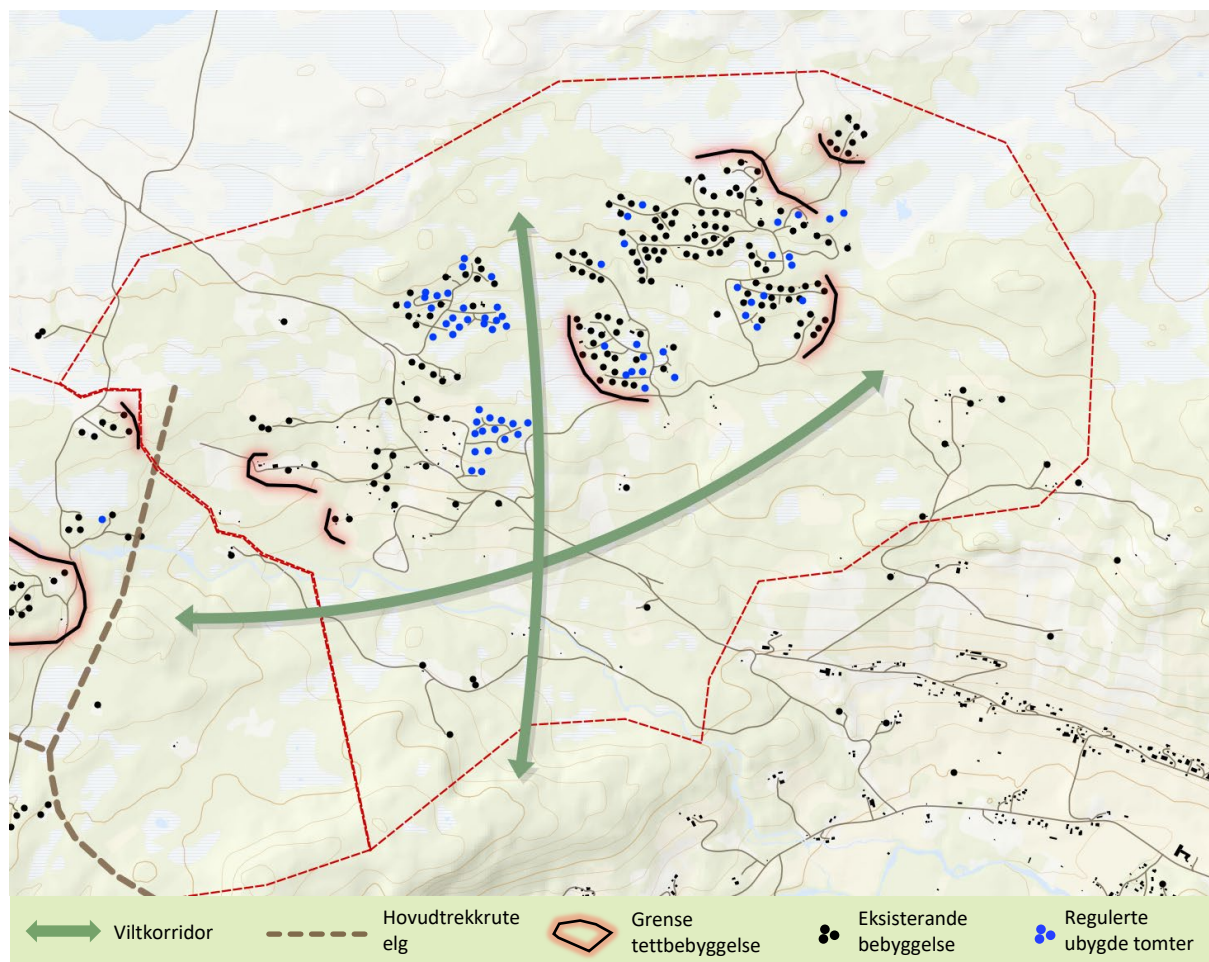 Viltkorridor
Hovudtrekkrute
elg
Grense
tettbebyggelse
Eksisterande
bebyggelse
Regulerte
ubygde tomter